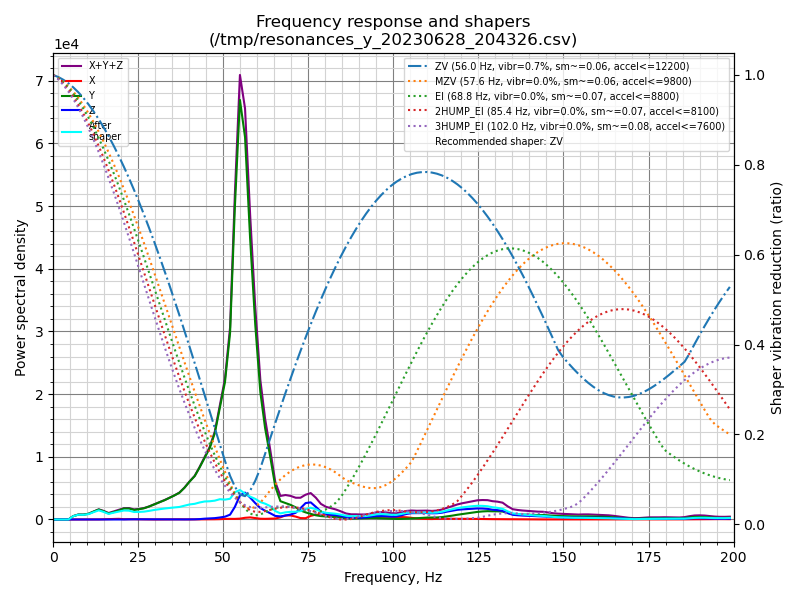 Frequency response and shapers
(/tmp/resonances_y_20230628_204326.csv)
1e4
X+Y+Z
X
Y
Z
After
shaper
ZV (56.0 Hz, vibr=0.7%, sm~=0.06, accel<=12200)
MZV (57.6 Hz, vibr=0.0%, sm~=0.06, accel<=9800)
EI (68.8 Hz, vibr=0.0%, sm~=0.07, accel<=8800)
2HUMP_EI (85.4 Hz, vibr=0.0%, sm~=0.07, accel<=8100)
3HUMP_EI (102.0 Hz, vibr=0.0%, sm~=0.08, accel<=7600)
Recommended shaper: ZV
Power spectral density
7
6
5
4
3
2
1
0
1.0
0.8
0.6
0.4
0.2
0.0
Shaper vibration reduction (ratio)
0 25 50 75 100 125 150 175 200
Frequency, Hz